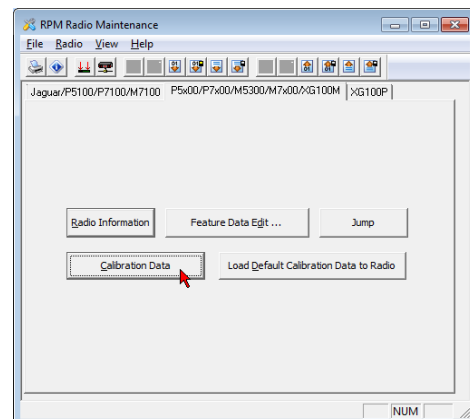 RPM Radio Maintenance
File Radio View Help
Jaguar/P5100/P7100/M7100 P5x00/P7x00/M5300/M7x00/XG100M XG100P
Radio Information Feature Data Edit ... Jump
Calibration Data Load Default Calibration Data to Radio
NUM